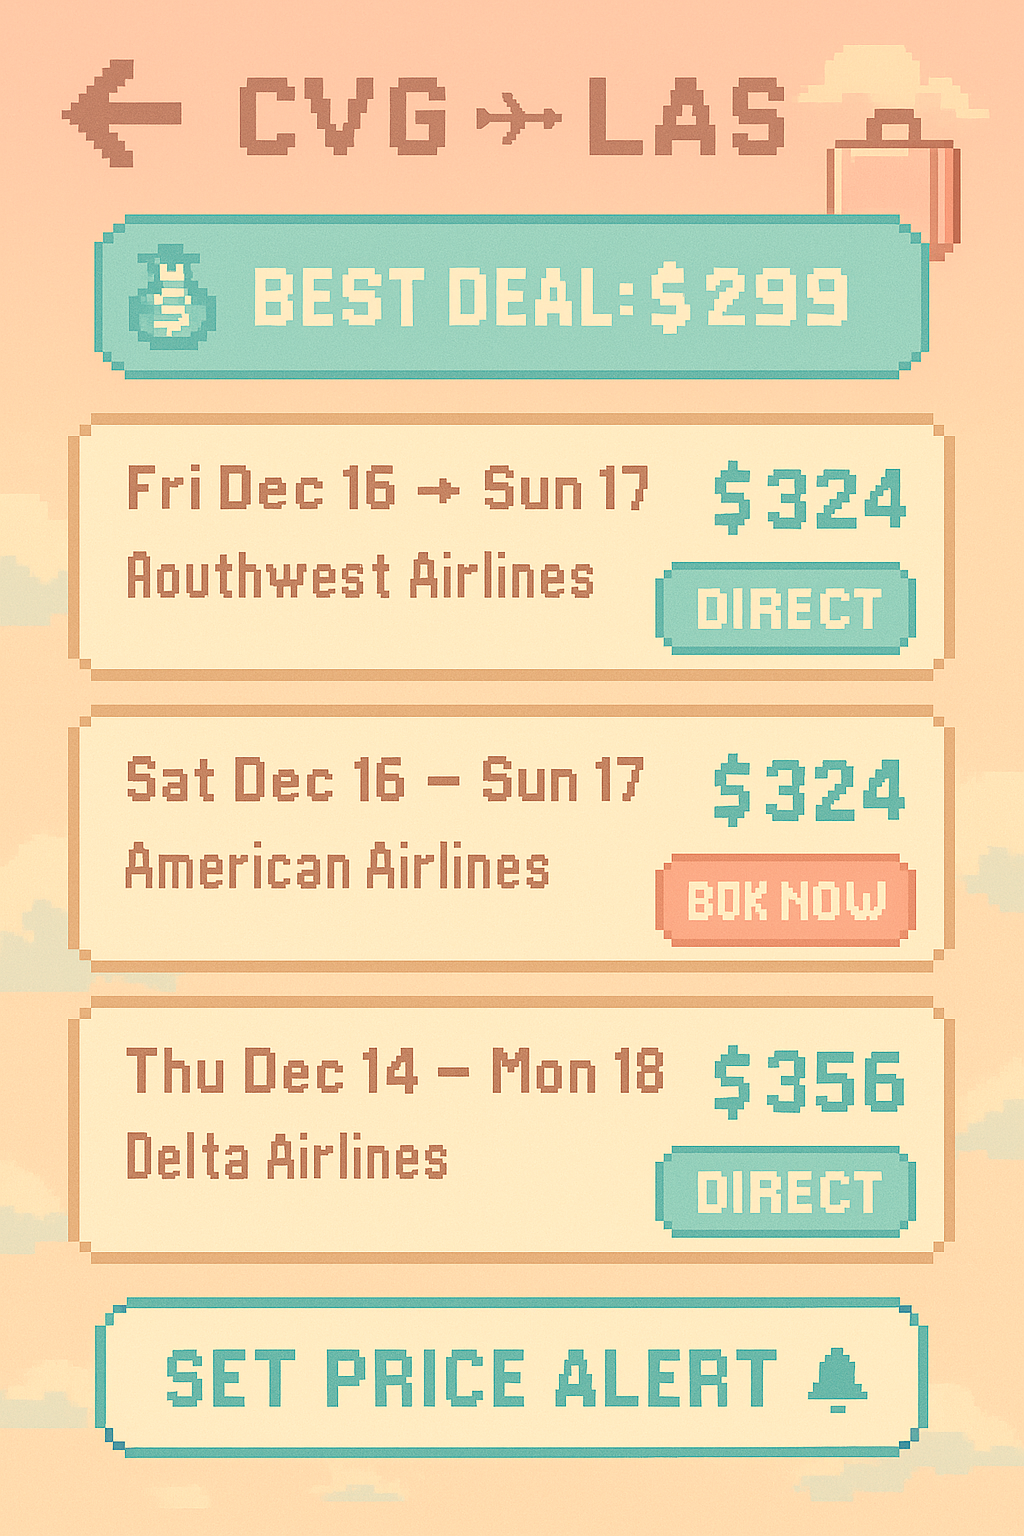 CVG LAS
BEST DEAL: $299
Fri Dec 16 → Sun 17
$324
Aouthwest Airlines
DIRECT
Sat Dec 16 – Sun 17
$324
American Airlines
BOK NOW
Thu Dec 14 – Mon 18
$356
Delta Airlines
DIRECT
SET PRICE ALERT